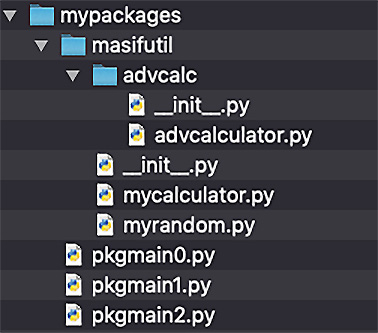 mypackages
masifutil
advcalc
__init__.py
advcalculator.py
__init__.py
mycalculator.py
myrandom.py
pkgmain0.py
pkgmain1.py
pkgmain2.py